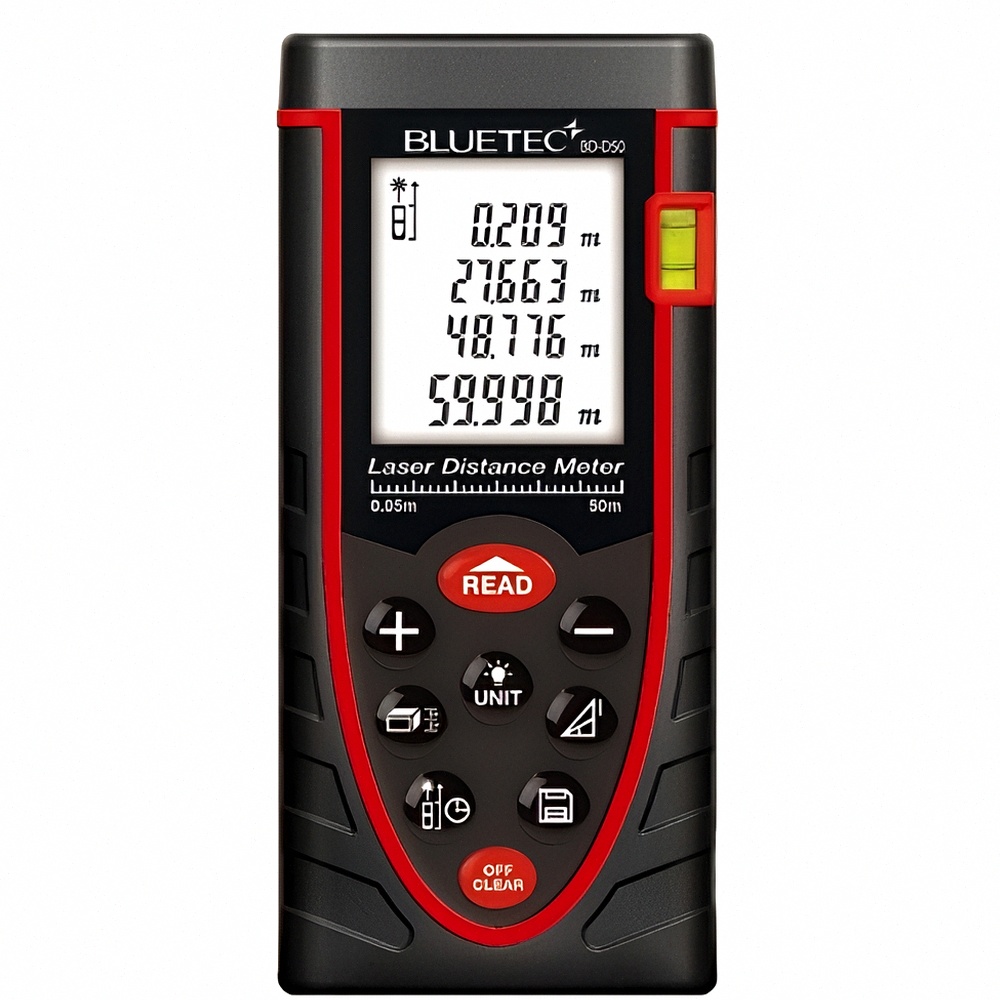 BLUETEC BD-D50
0.209 m
27.663 m
48.776 m
59.998 m
Laser Distance Meter
0.05m 50m
READ
UNIT
OFF
CLEAR